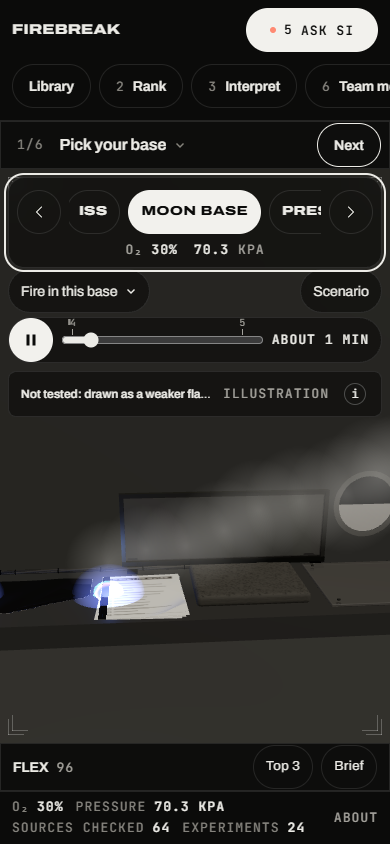 FIREBREAK
5 ASK SI
Library
2 Rank
3 Interpret
6 Team m
1/6 Pick your base
Next
ISS
MOON BASE
PRES
O₂ 30% 70.3 KPA
Fire in this base
Scenario
5
ABOUT 1 MIN
Not tested: drawn as a weaker fla...
ILLUSTRATION
i
FLEX 96
Top 3
Brief
O₂ 30% PRESSURE 70.3 KPA
SOURCES CHECKED 64 EXPERIMENTS 24
ABOUT